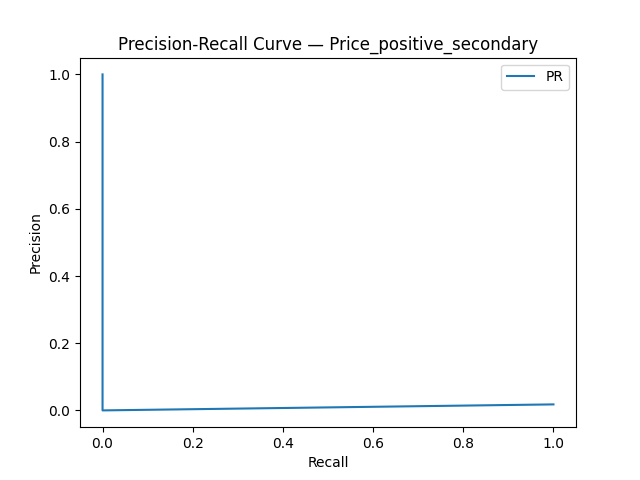 Precision-Recall Curve — Price_positive_secondary
PR
1.0
0.8
0.6
0.4
0.2
0.0
Precision
0.0 0.2 0.4 0.6 0.8 1.0
Recall